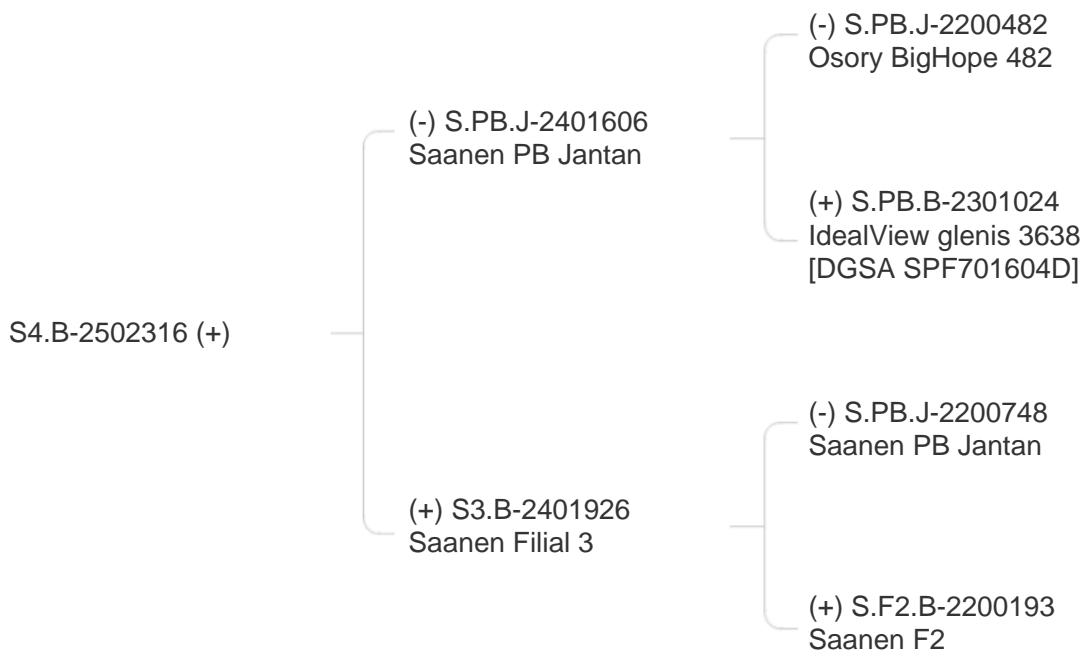 (-) S.PB.J-2200482
Osory BigHope 482
(-) S.PB.J-2401606
Saanen PB Jantan
(+) S.PB.B-2301024
IdealView glenis 3638
[DGSA SPF701604D]
S4.B-2502316 (+)
(-) S.PB.J-2200748
Saanen PB Jantan
(+) S3.B-2401926
Saanen Filial 3
(+) S.F2.B-2200193
Saanen F2